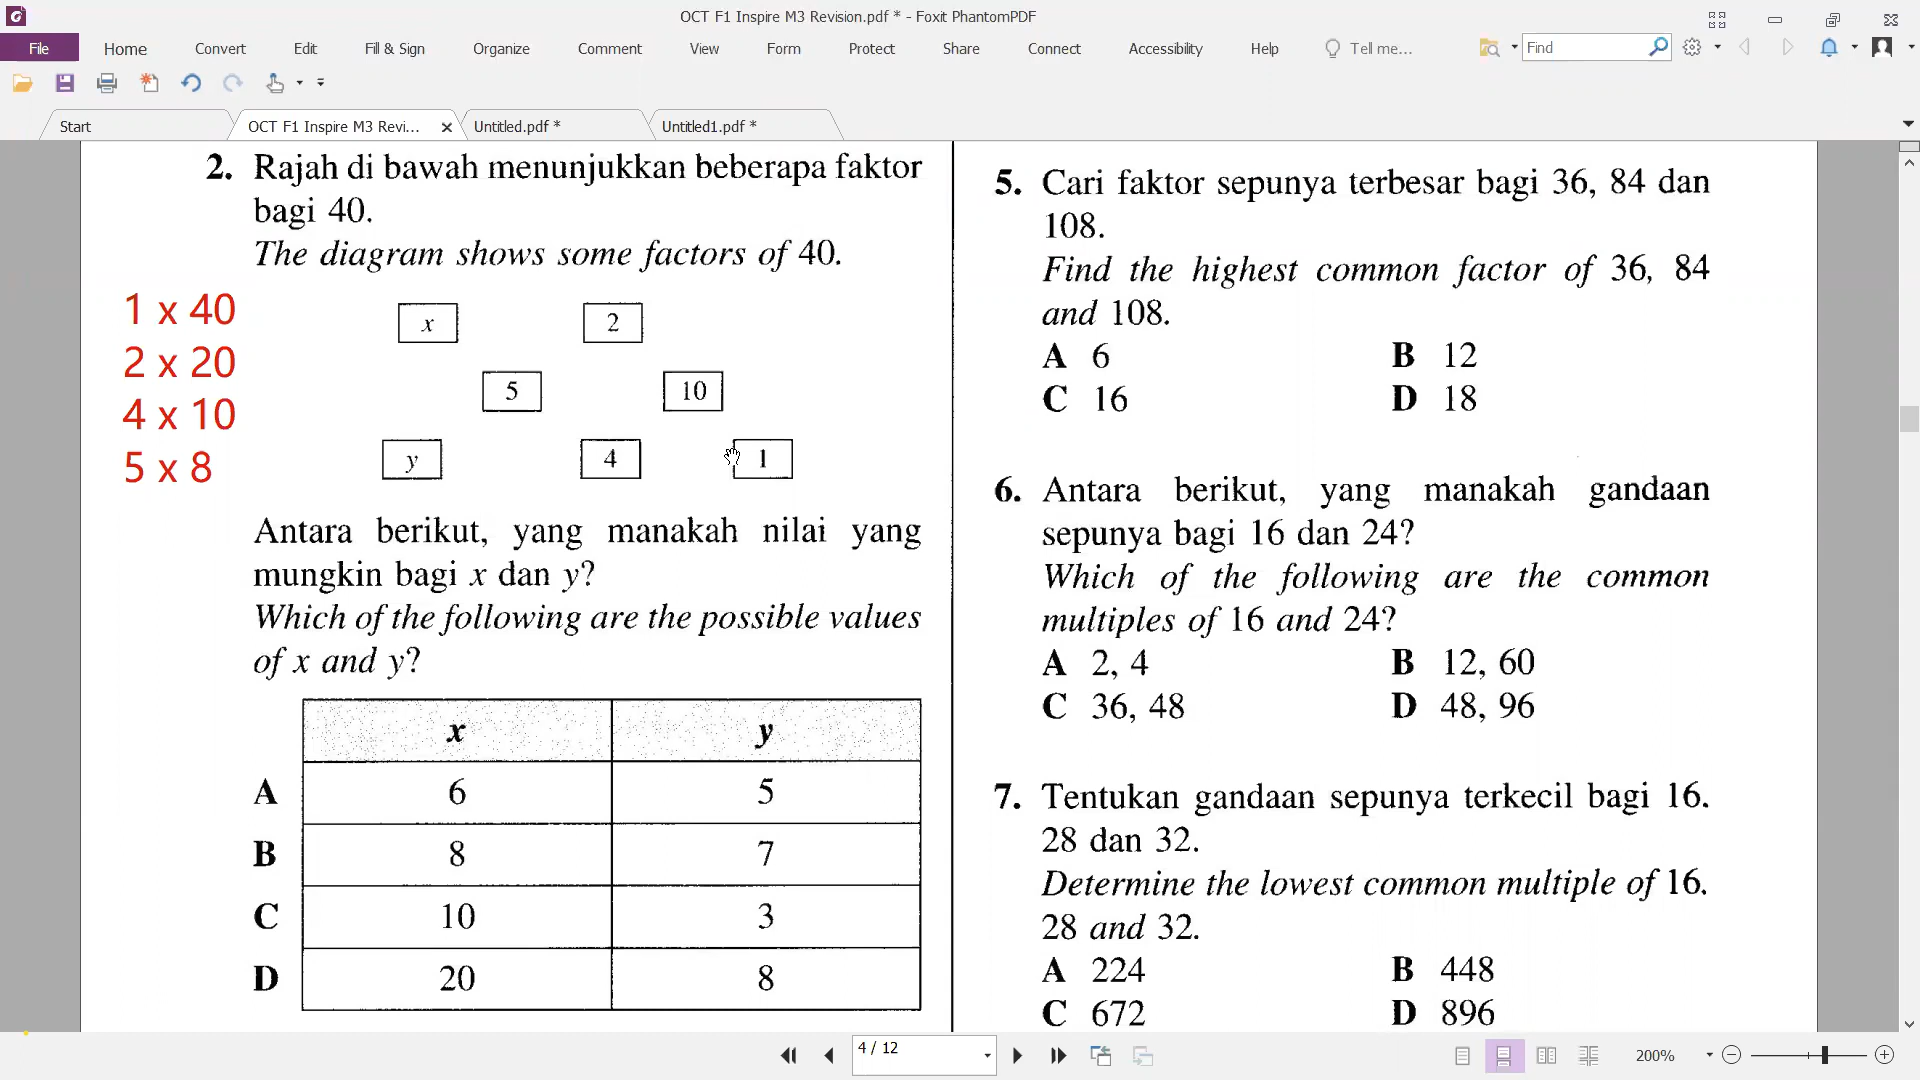 OCT F1 Inspire M3 Revision.pdf * - Foxit PhantomPDF
File Home Convert Edit Fill & Sign Organize Comment View Form Protect Share Connect Accessibility Help Tell me... Find
Start OCT F1 Inspire M3 Revi... Untitled.pdf * Untitled1.pdf *
2. Rajah di bawah menunjukkan beberapa faktor
bagi 40.
The diagram shows some factors of 40.
1 x 40
2 x 20
4 x 10
5 x 8
x 2
5 10
y 4 1
Antara berikut, yang manakah nilai yang
mungkin bagi x dan y?
Which of the following are the possible values
of x and y?
x y
A 6 5
B 8 7
C 10 3
D 20 8
5. Cari faktor sepunya terbesar bagi 36, 84 dan
108.
Find the highest common factor of 36, 84
and 108.
A 6 B 12
C 16 D 18
6. Antara berikut, yang manakah gandaan
sepunya bagi 16 dan 24?
Which of the following are the common
multiples of 16 and 24?
A 2, 4 B 12, 60
C 36, 48 D 48, 96
7. Tentukan gandaan sepunya terkecil bagi 16.
28 dan 32.
Determine the lowest common multiple of 16.
28 and 32.
A 224 B 448
C 672 D 896
4 / 12 200%